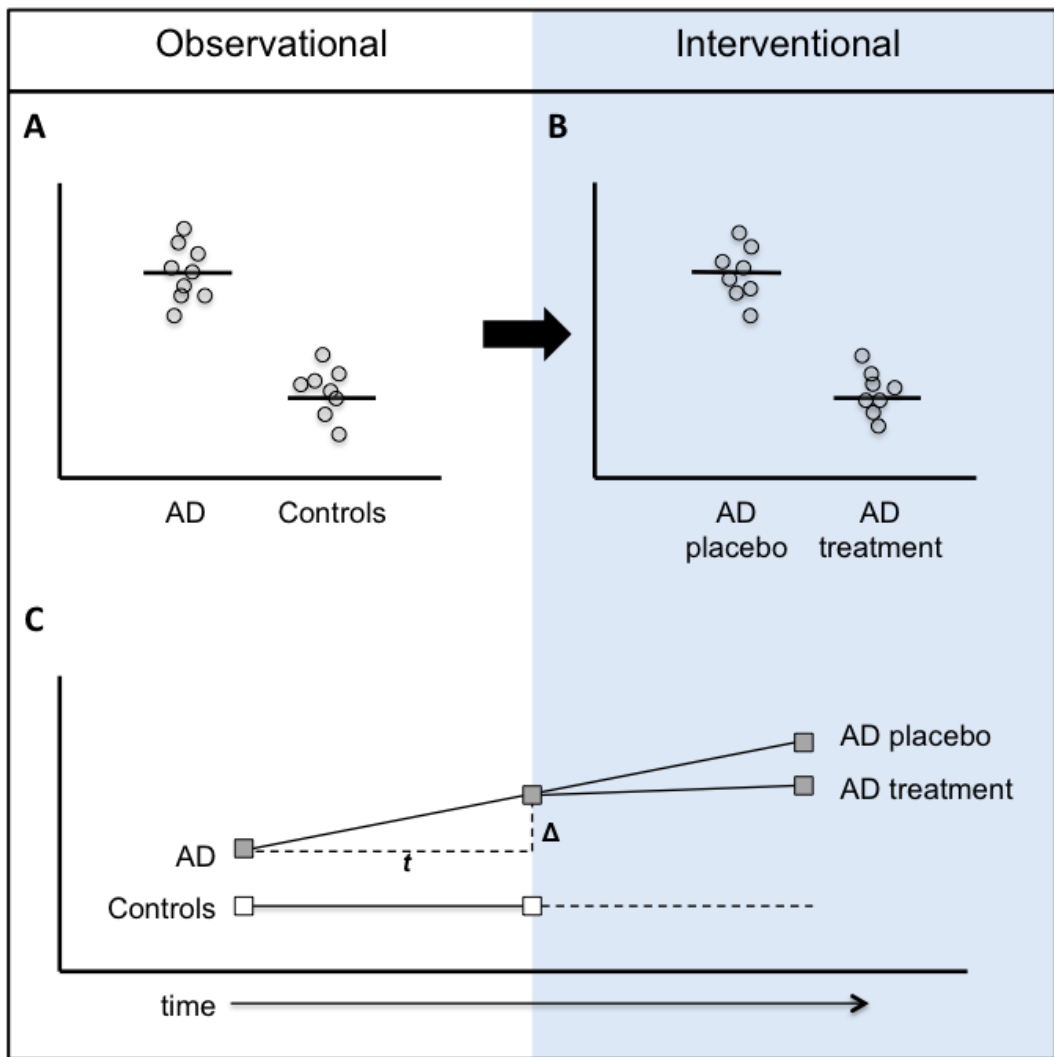 Observational
Interventional
A
B
AD
Controls
AD
placebo
AD
treatment
C
AD placebo
AD treatment
Δ
AD
t
Controls
time